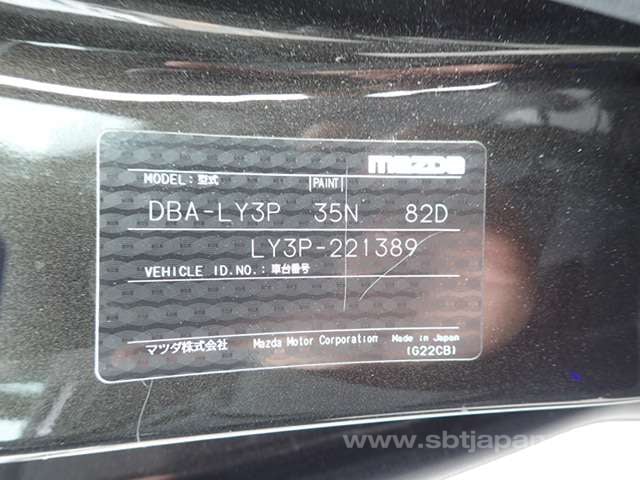 mazda
MODEL：型式 PAINT
DBA-LY3P 35N 82D
LY3P-221389
VEHICLE ID.NO.：車台番号
マツダ株式会社 Mazda Motor Corporation Made in Japan
(G22CB)
www.sbtjapan